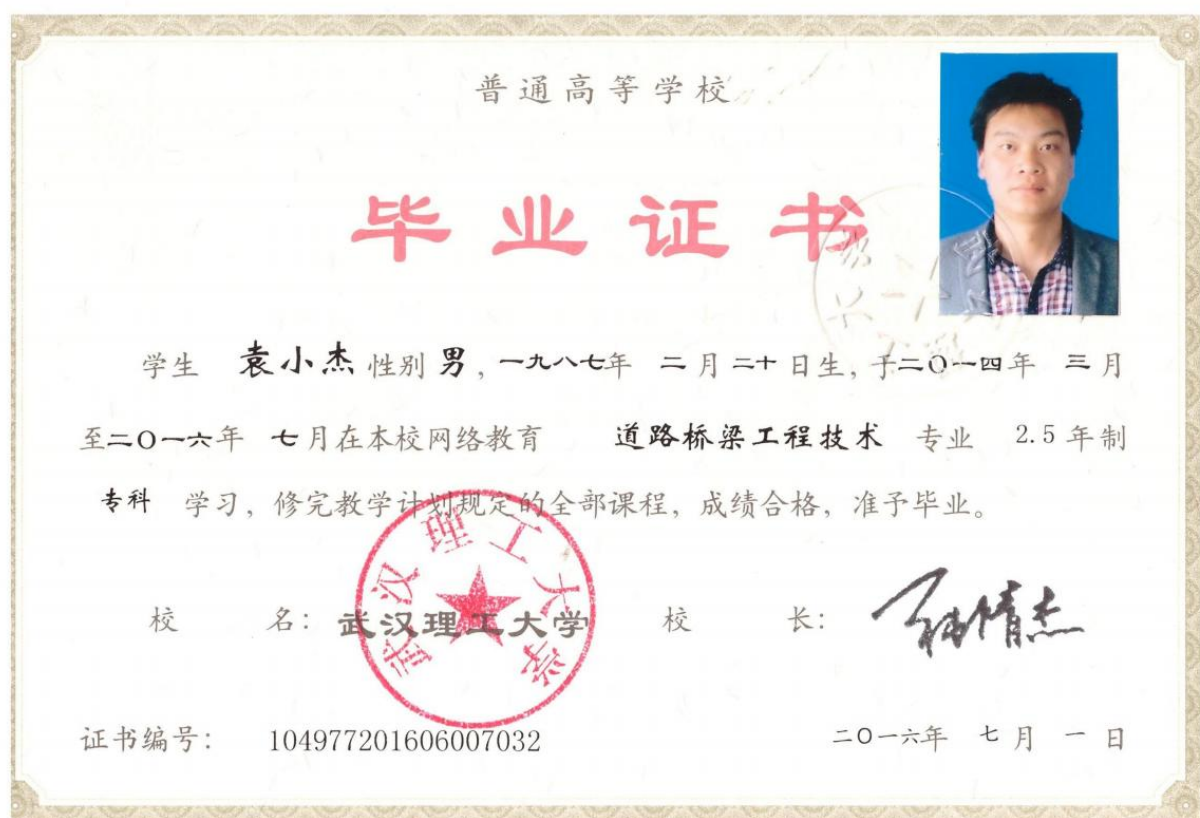 普通高等学校
毕业证书
学生 袁小杰 性别 男, 一九八七年 二月二十日生, 于二〇一四年 三月
至二〇一六年 七月在本校网络教育 道路桥梁工程技术 专业 2.5年制
专科 学习, 修完教学计划规定的全部课程, 成绩合格, 准予毕业。
武汉理工大学
校 名: 武汉理工大学 校 长:
证书编号: 104977201606007032 二〇一六年 七月一日